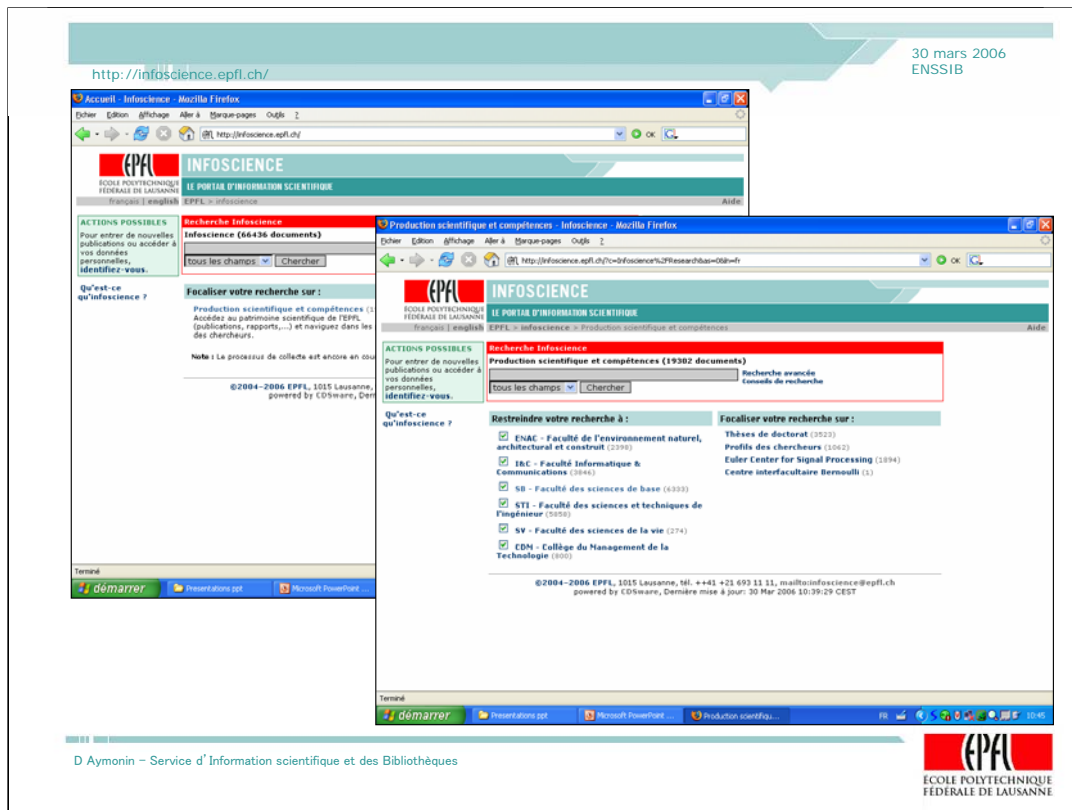 http://infoscience.epfl.ch/
30 mars 2006
ENSSIB
Accueil - Infoscience - Mozilla Firefox
Fichier Edition Affichage Aller à Marque-pages Outils ?
http://infoscience.epfl.ch/
OK
EPFL
ÉCOLE POLYTECHNIQUE
FÉDÉRALE DE LAUSANNE
INFOSCIENCE
LE PORTAIL D'INFORMATION SCIENTIFIQUE
français | english
EPFL > infoscience
Aide
ACTIONS POSSIBLES
Pour entrer de nouvelles
publications ou accéder à
vos données
personnelles,
identifiez-vous.
Qu'est-ce
qu'infoscience ?
Recherche Infoscience
Infoscience (66436 documents)
tous les champs Chercher
Focaliser votre recherche sur :
Production scientifique et compétences (1
Accédez au patrimoine scientifique de l'EPFL
(publications, rapports,...) et naviguez dans les
des chercheurs.
Note : Le processus de collecte est encore en cou
©2004-2006 EPFL, 1015 Lausanne,
powered by CDSware, Der
Terminé
démarrer Presentations ppt Microsoft PowerPoint ...
Production scientifique et compétences - Infoscience - Mozilla Firefox
Fichier Edition Affichage Aller à Marque-pages Outils ?
http://infoscience.epfl.ch/?c=Infoscience%2FResearch&as=0&ln=fr
OK
EPFL
ÉCOLE POLYTECHNIQUE
FÉDÉRALE DE LAUSANNE
INFOSCIENCE
LE PORTAIL D'INFORMATION SCIENTIFIQUE
français | english
EPFL > infoscience > Production scientifique et compétences
Aide
ACTIONS POSSIBLES
Pour entrer de nouvelles
publications ou accéder à
vos données
personnelles,
identifiez-vous.
Qu'est-ce
qu'infoscience ?
Recherche Infoscience
Production scientifique et compétences (19302 documents)
Recherche avancée
Conseils de recherche
tous les champs Chercher
Restreindre votre recherche à :
ENAC - Faculté de l'environnement naturel,
architectural et construit (2398)
I&C - Faculté Informatique &
Communications (3846)
SB - Faculté des sciences de base (6333)
STI - Faculté des sciences et techniques de
l'ingénieur (5858)
SV - Faculté des sciences de la vie (274)
CDM - Collège du Management de la
Technologie (800)
Focaliser votre recherche sur :
Thèses de doctorat (3523)
Profils des chercheurs (1062)
Euler Center for Signal Processing (1894)
Centre interfacultaire Bernoulli (1)
©2004-2006 EPFL, 1015 Lausanne, tél. ++41 +21 693 11 11, mailto:infoscience@epfl.ch
powered by CDSware, Dernière mise à jour: 30 Mar 2006 10:39:29 CEST
Terminé
démarrer Presentations ppt Microsoft PowerPoint ... Production scientifiqu... FR 10:45
D Aymonin - Service d'Information scientifique et des Bibliothèques
EPFL
ÉCOLE POLYTECHNIQUE
FÉDÉRALE DE LAUSANNE